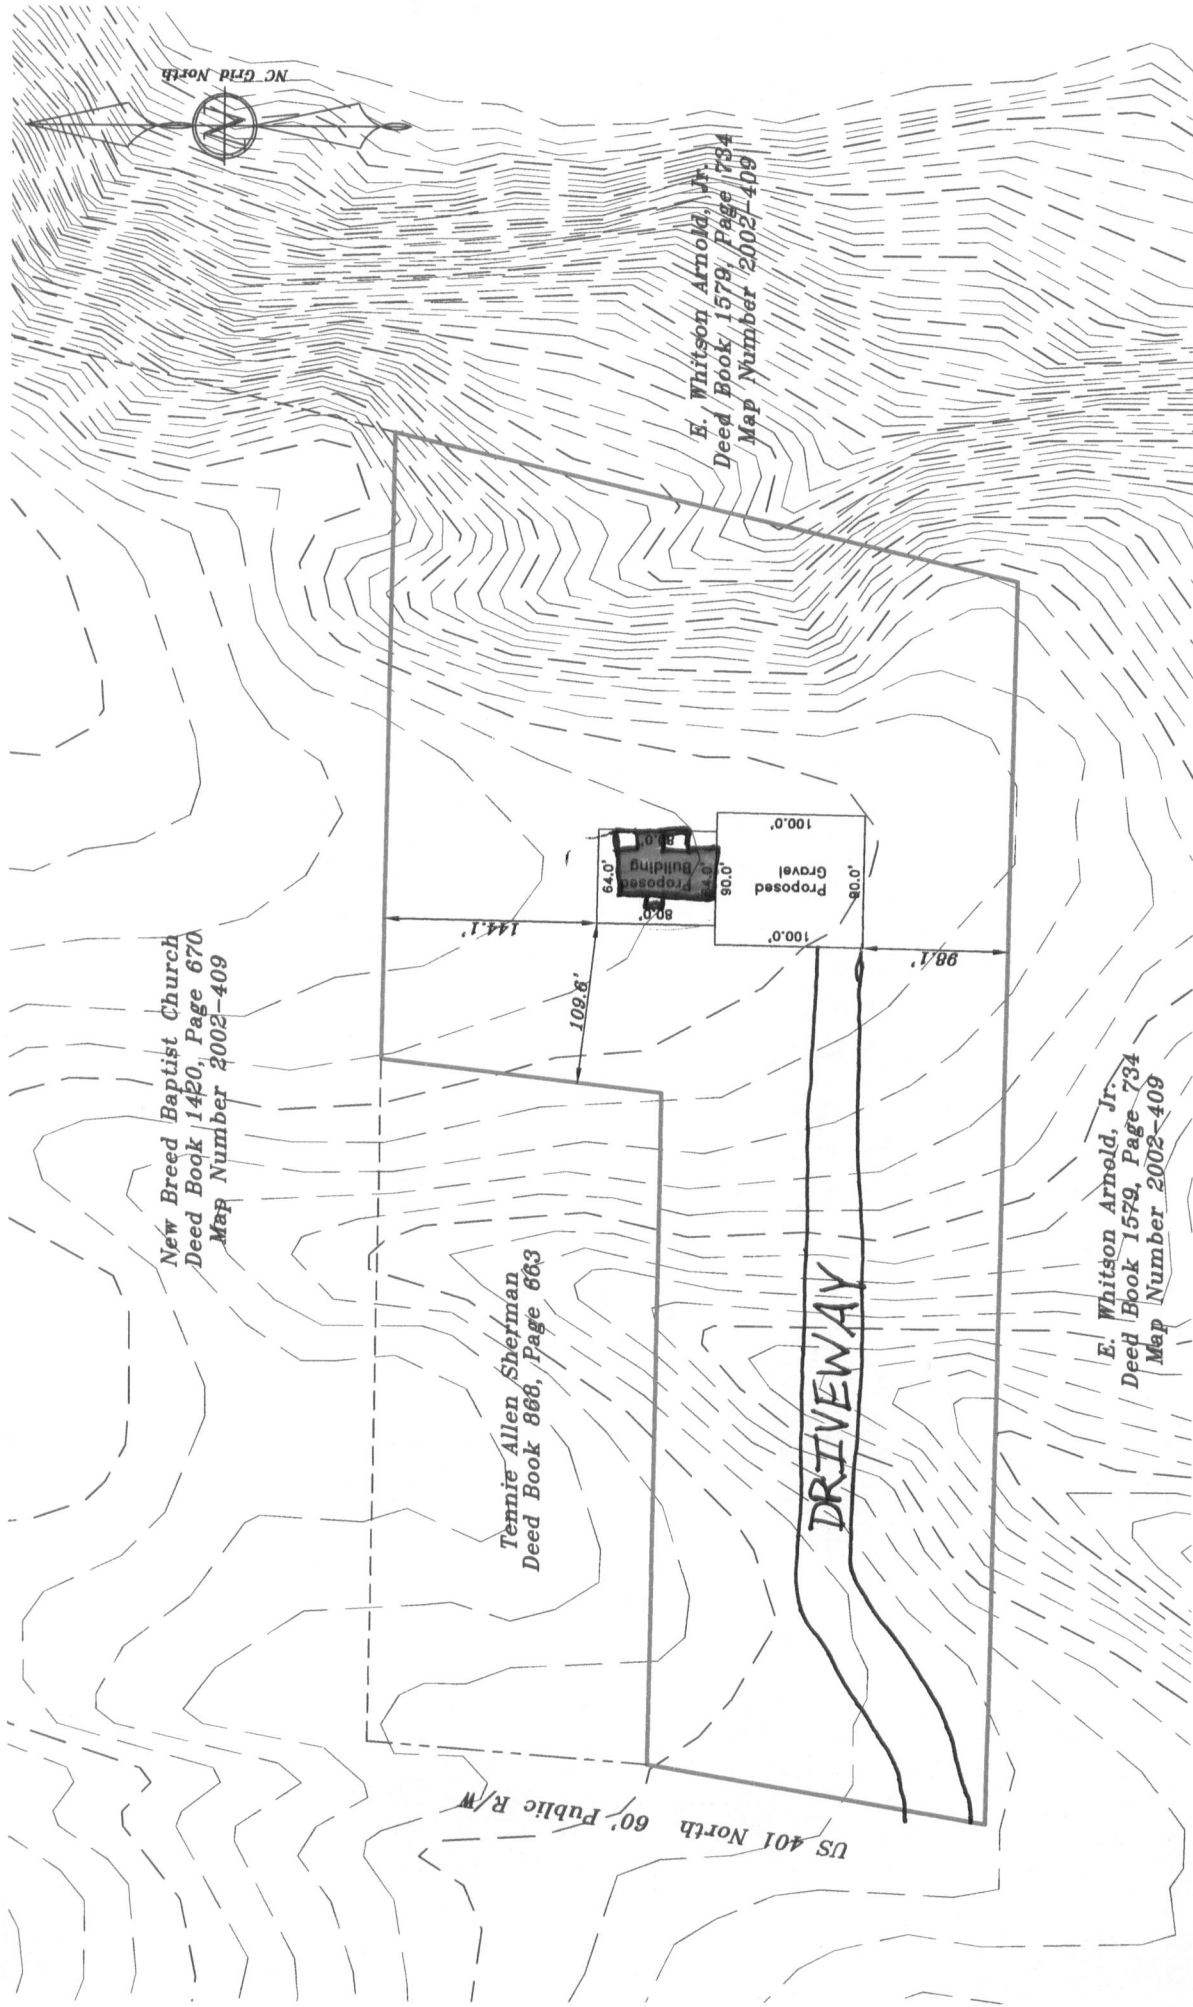 NC Grid North
N
E. Whitson Arnold, Jr.
Deed Book 1579, Page 734
Map Number 2002-409
New Breed Baptist Church
Deed Book 1420, Page 670
Map Number 2002-409
144.1'
109.6'
64.0'
80.0'
Proposed
Building
64.0'
80.0'
90.0'
100.0'
Proposed
Gravel
100.0'
90.0'
98.1'
Tennie Allen Sherman
Deed Book 868, Page 663
DRIVEWAY
E. Whitson Arnold, Jr.
Deed Book 1579, Page 734
Map Number 2002-409
US 401 North 60' Public R/W